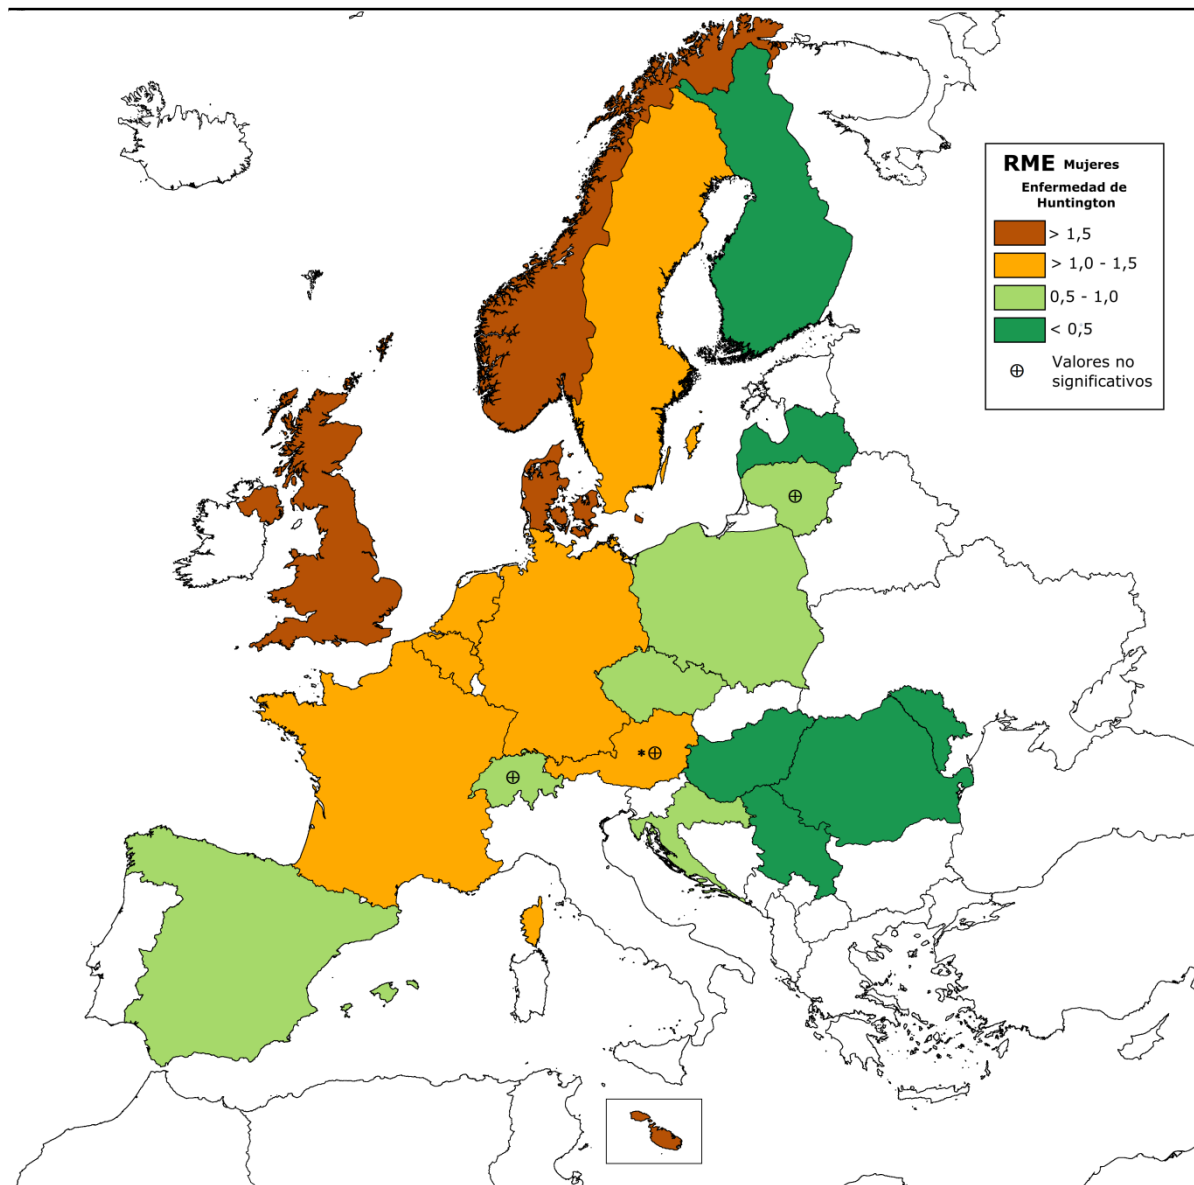 RME Mujeres
Enfermedad de
Huntington
> 1,5
> 1,0 - 1,5
0,5 - 1,0
< 0,5
Valores no
significativos
*